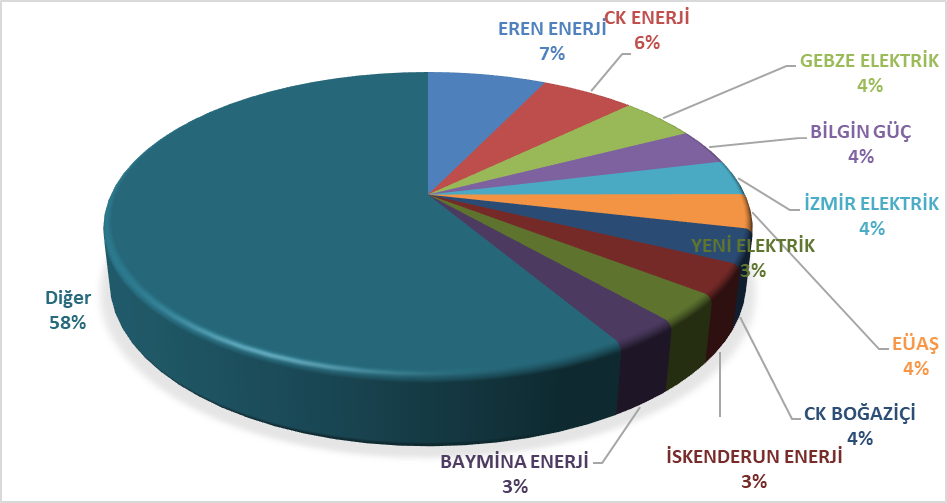 EREN ENERJİ
7%
CK ENERJİ
6%
GEBZE ELEKTRİK
4%
BİLGİN GÜÇ
4%
İZMİR ELEKTRİK
4%
EÜAŞ
4%
CK BOĞAZİÇİ
4%
İSKENDERUN ENERJİ
3%
YENİ ELEKTRİK
3%
BAYMİNA ENERJİ
3%
Diğer
58%